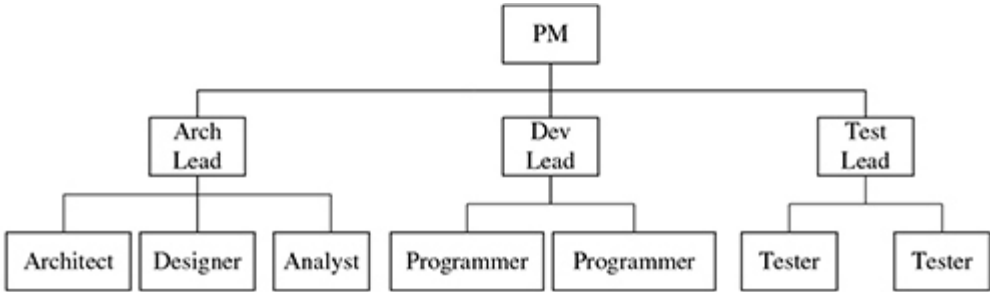 PM
Arch
Lead
Dev
Lead
Test
Lead
Architect
Designer
Analyst
Programmer
Programmer
Tester
Tester